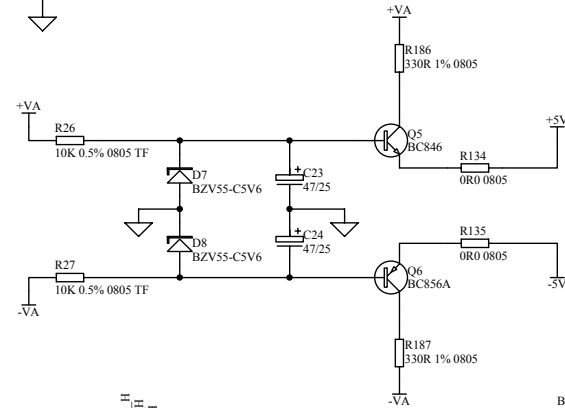 +VA
R186
330R 1% 0805
+VA
R26
10K 0.5% 0805 TF
Q5
BC846
+5V
R134
0R0 0805
D7
BZV55-C5V6
+
C23
47/25
D8
BZV55-C5V6
+
C24
47/25
R135
0R0 0805
R27
10K 0.5% 0805 TF
-VA
Q6
BC856A
-5V
R187
330R 1% 0805
-VA
B